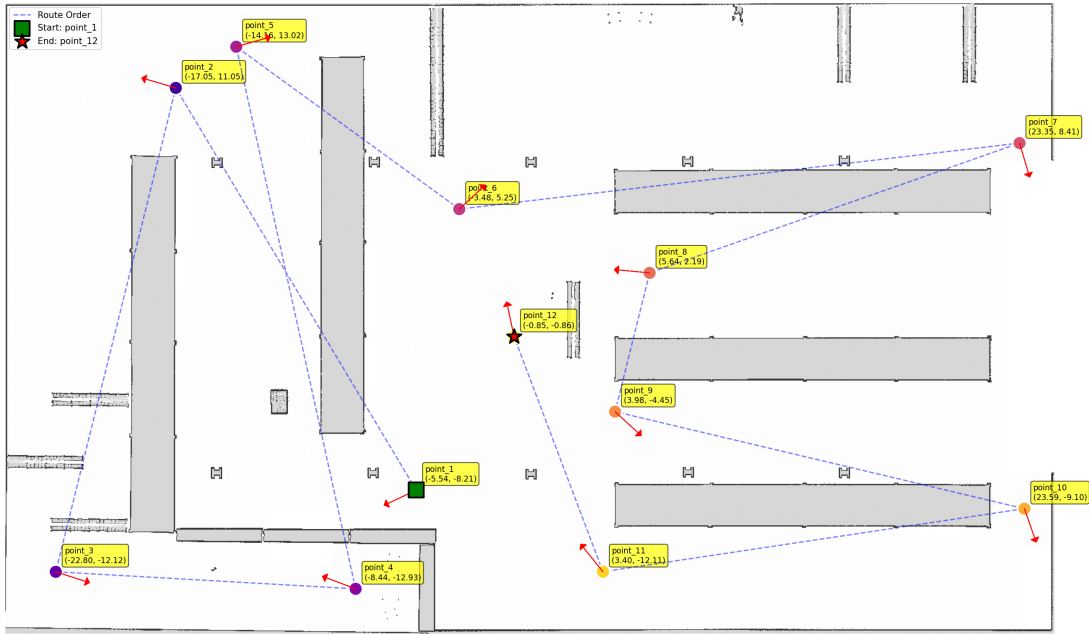 Route Order
Start: point_1
End: point_12
point_5
(-14.16, 13.02)
point_2
(-17.05, 11.05)
point_7
(23.35, 8.41)
point_6
(-3.48, 5.25)
point_8
(5.64, 2.19)
point_12
(-0.85, -0.86)
point_9
(3.98, -4.45)
point_1
(-5.54, -8.21)
point_10
(23.59, -9.10)
point_3
(-22.80, -12.12)
point_11
(3.40, -12.11)
point_4
(-8.44, -12.93)